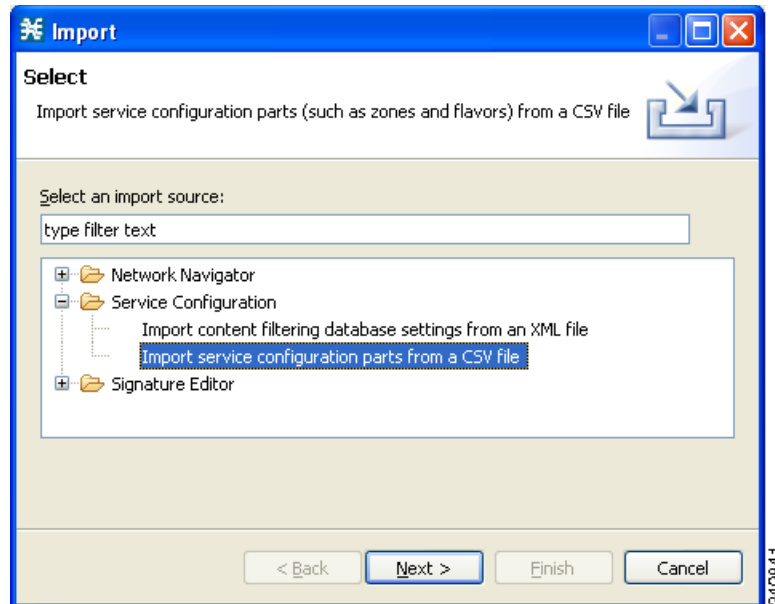 Import
Select
Import service configuration parts (such as zones and flavors) from a CSV file
Select an import source:
type filter text
Network Navigator
Service Configuration
Import content filtering database settings from an XML file
Import service configuration parts from a CSV file
Signature Editor
< Back Next > Finish Cancel